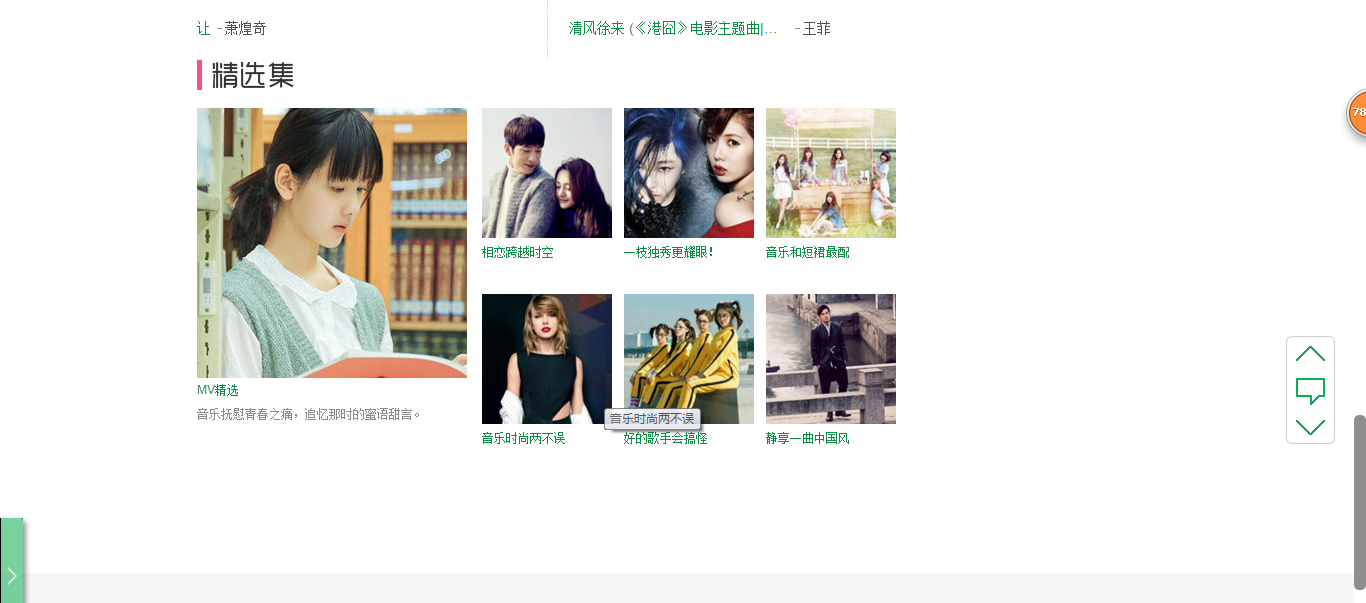 让 -萧煌奇
清风徐来 (《港囧》电影主题曲|... -王菲
78
精选集
相恋跨越时空
一枝独秀更耀眼！
音乐和短裙最配
MV精选
音乐抚慰青春之痛，追忆那时的蜜语甜言。
音乐时尚两不误
音乐时尚两不误
好的歌手会搞怪
静享一曲中国风